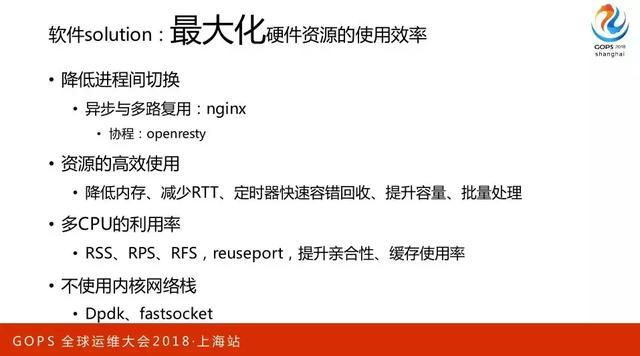 软件solution：最大化硬件资源的使用效率
GOPS 2018
shanghai
• 降低进程间切换
• 异步与多路复用：nginx
• 协程：openresty
• 资源的高效使用
• 降低内存、减少RTT、定时器快速容错回收、提升容量、批量处理
• 多CPU的利用率
• RSS、RPS、RFS，reuseport，提升亲合性、缓存使用率
• 不使用内核网络栈
• Dpdk、fastsocket
GOPS 全球运维大会2018·上海站